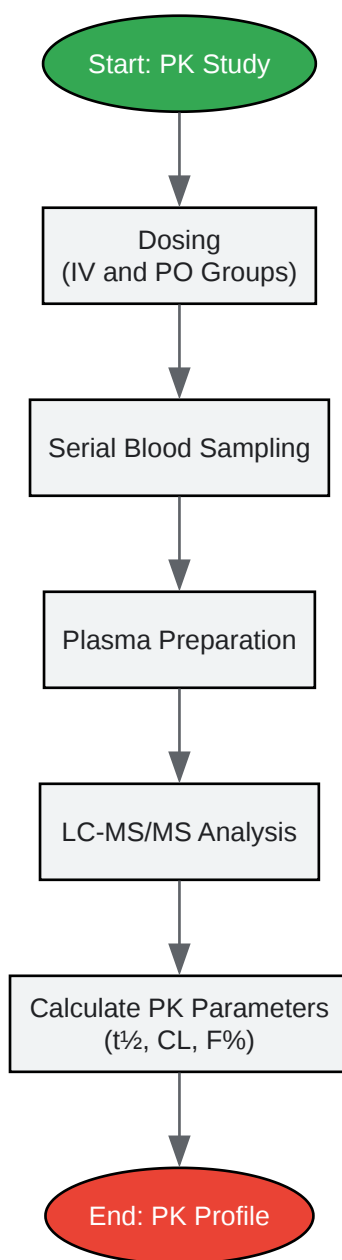 Start: PK Study
Dosing
(IV and PO Groups)
Serial Blood Sampling
Plasma Preparation
LC-MS/MS Analysis
Calculate PK Parameters
(t½, CL, F%)
End: PK Profile